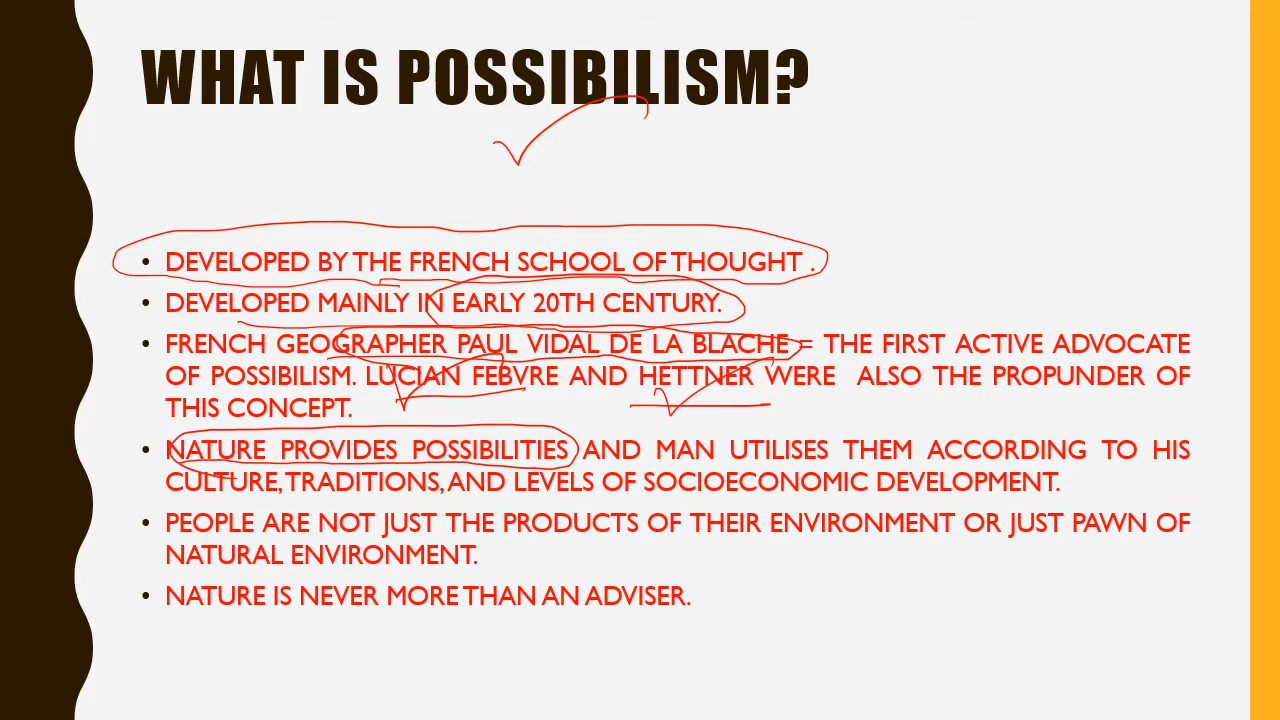 WHAT IS POSSIBILISM?
• DEVELOPED BY THE FRENCH SCHOOL OF THOUGHT .
• DEVELOPED MAINLY IN EARLY 20TH CENTURY.
• FRENCH GEOGRAPHER PAUL VIDAL DE LA BLACHE = THE FIRST ACTIVE ADVOCATE
OF POSSIBILISM. LUCIAN FEBVRE AND HETTNER WERE ALSO THE PROPUNDER OF
THIS CONCEPT.
• NATURE PROVIDES POSSIBILITIES AND MAN UTILISES THEM ACCORDING TO HIS
CULTURE, TRADITIONS, AND LEVELS OF SOCIOECONOMIC DEVELOPMENT.
• PEOPLE ARE NOT JUST THE PRODUCTS OF THEIR ENVIRONMENT OR JUST PAWN OF
NATURAL ENVIRONMENT.
• NATURE IS NEVER MORE THAN AN ADVISER.